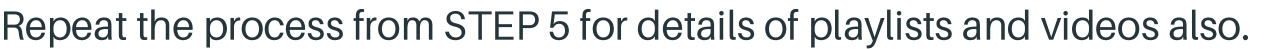 Repeat the process from STEP 5 for details of playlists and videos also.